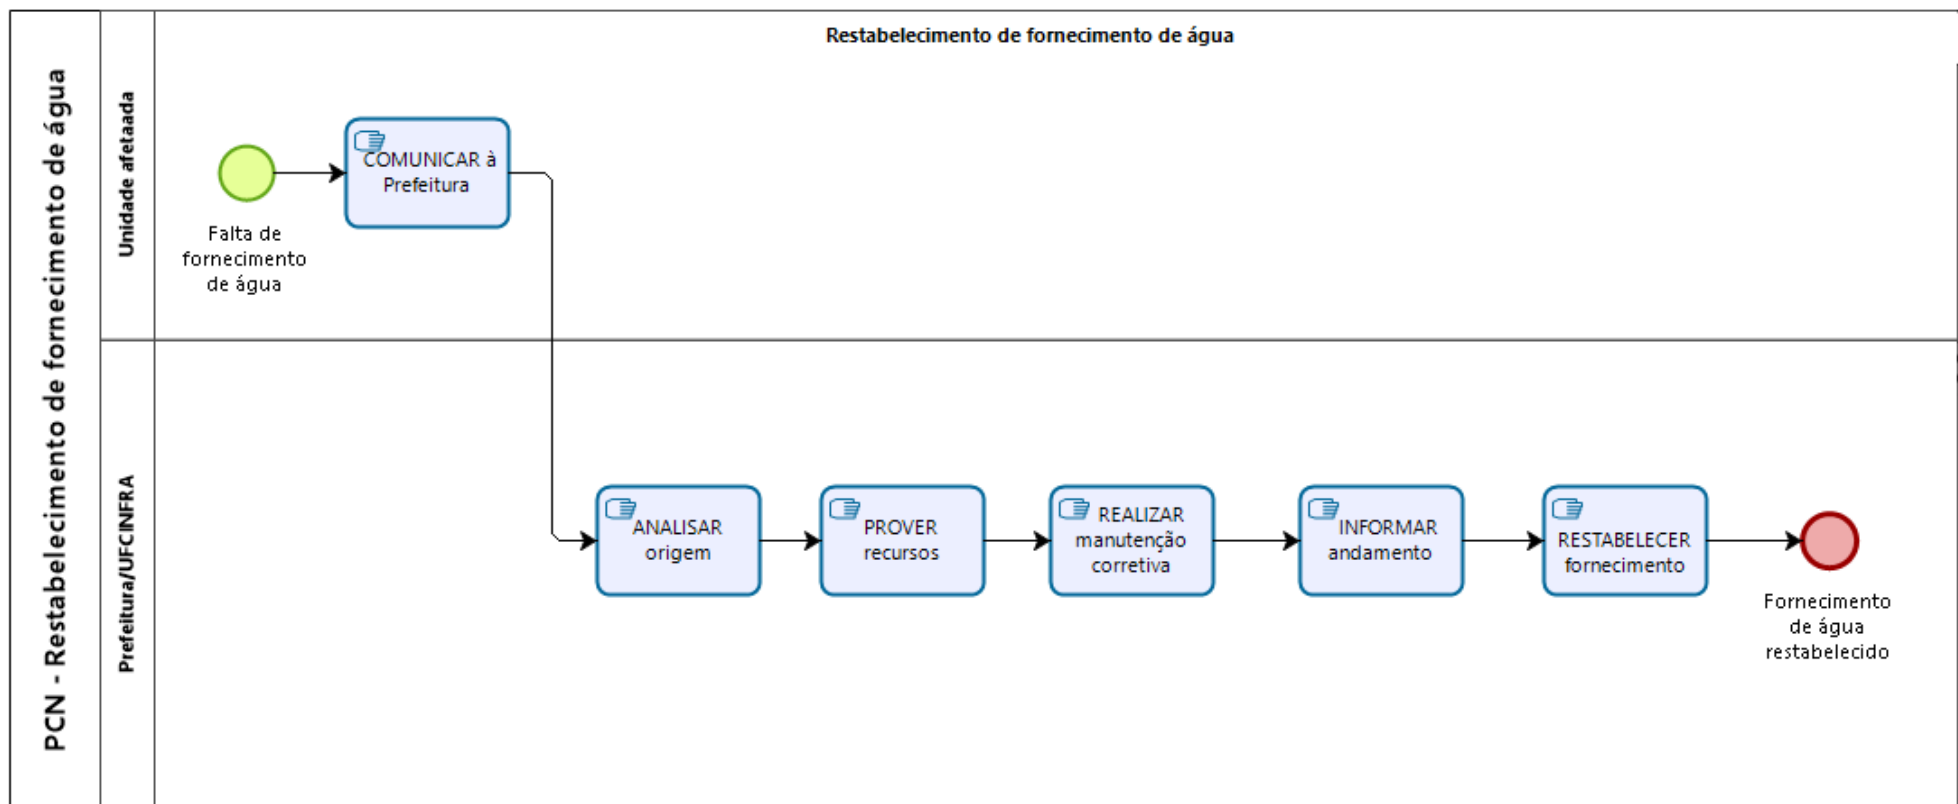 PCN - Restabelecimento de fornecimento de água
Restabelecimento de fornecimento de água
Unidade afetaada
Falta de
fornecimento
de água
COMUNICAR à
Prefeitura
Prefeitura/UFCINFRA
ANALISAR
origem
PROVER
recursos
REALIZAR
manutenção
corretiva
INFORMAR
andamento
RESTABELECER
fornecimento
Fornecimento
de água
restabelecido